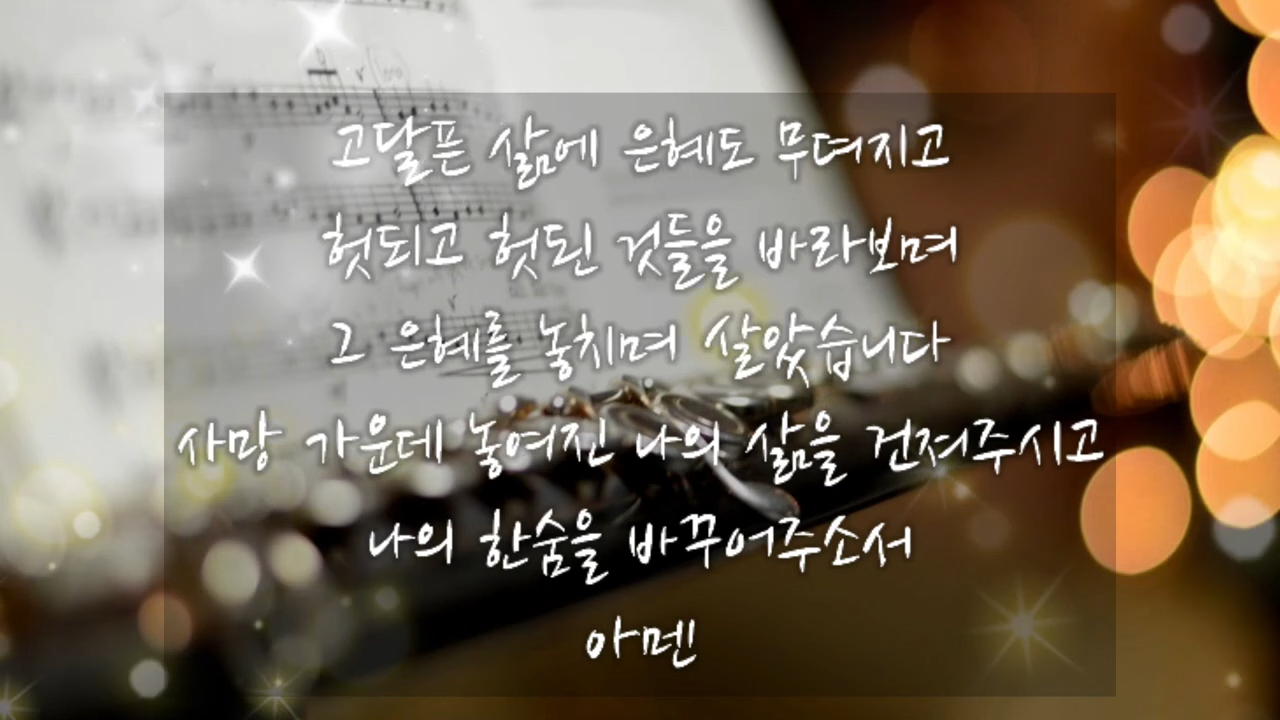 고달픈 삶에 은혜도 무뎌지고
헛되고 헛된 것들을 바라보며
그 은혜를 놓치며 살았습니다
사망 가운데 놓여진 나의 삶을 건져주시고
나의 한숨을 바꾸어주소서
아멘